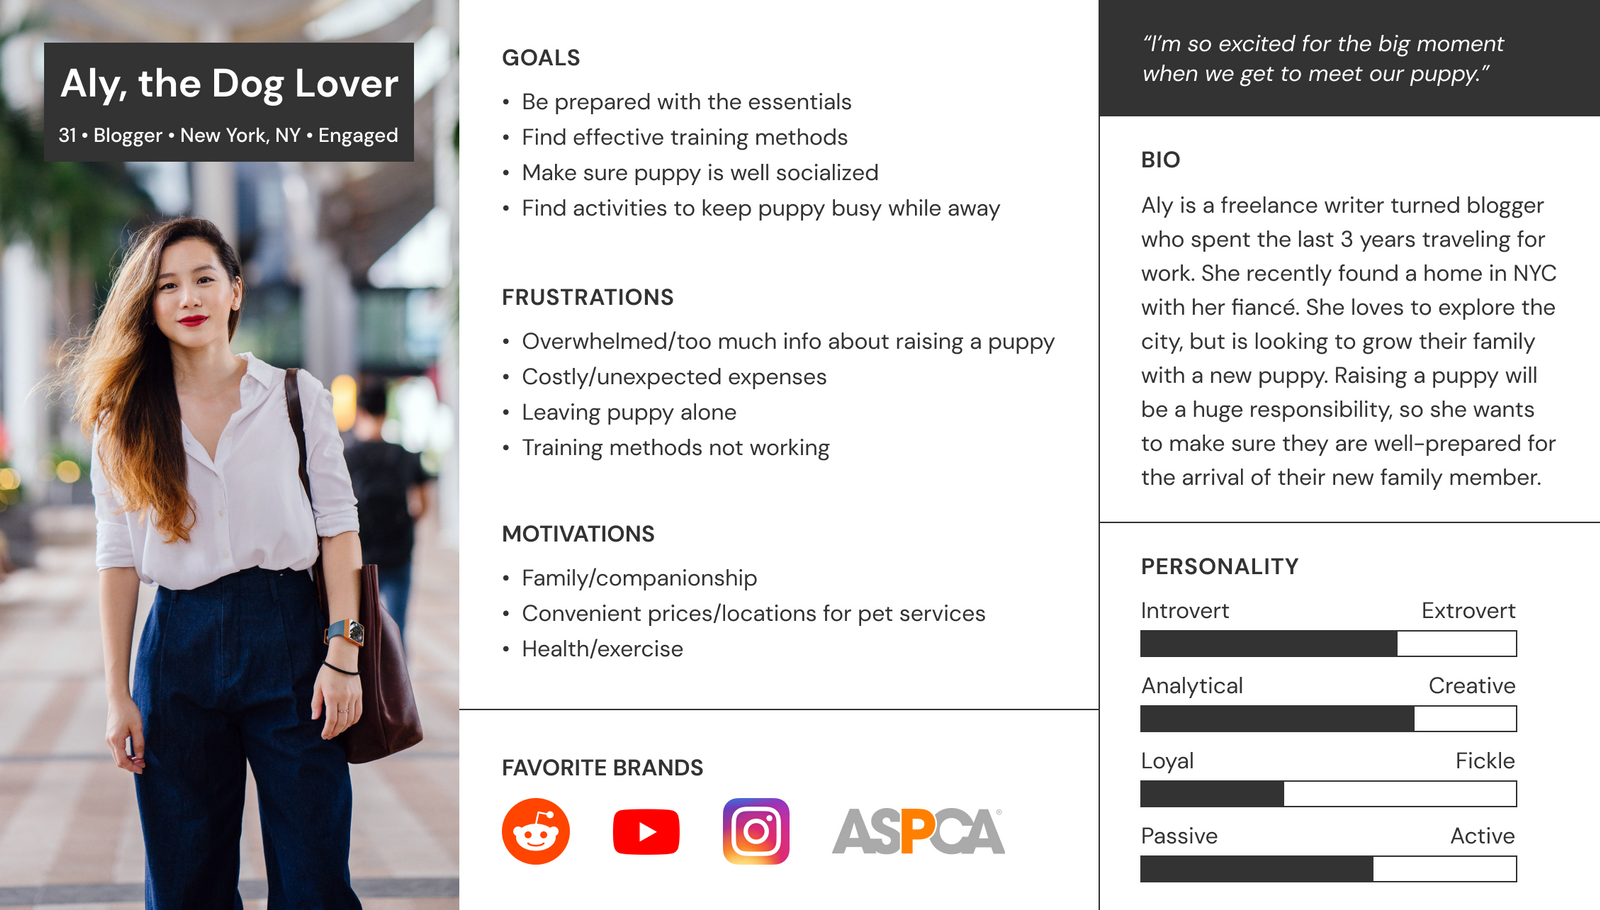 Aly, the Dog Lover
31 • Blogger • New York, NY • Engaged
GOALS
• Be prepared with the essentials
• Find effective training methods
• Make sure puppy is well socialized
• Find activities to keep puppy busy while away
FRUSTRATIONS
• Overwhelmed/too much info about raising a puppy
• Costly/unexpected expenses
• Leaving puppy alone
• Training methods not working
MOTIVATIONS
• Family/companionship
• Convenient prices/locations for pet services
• Health/exercise
FAVORITE BRANDS
ASPCA®
“I’m so excited for the big moment
when we get to meet our puppy.”
BIO
Aly is a freelance writer turned blogger
who spent the last 3 years traveling for
work. She recently found a home in NYC
with her fiancé. She loves to explore the
city, but is looking to grow their family
with a new puppy. Raising a puppy will
be a huge responsibility, so she wants
to make sure they are well-prepared for
the arrival of their new family member.
PERSONALITY
Introvert Extrovert
Analytical Creative
Loyal Fickle
Passive Active